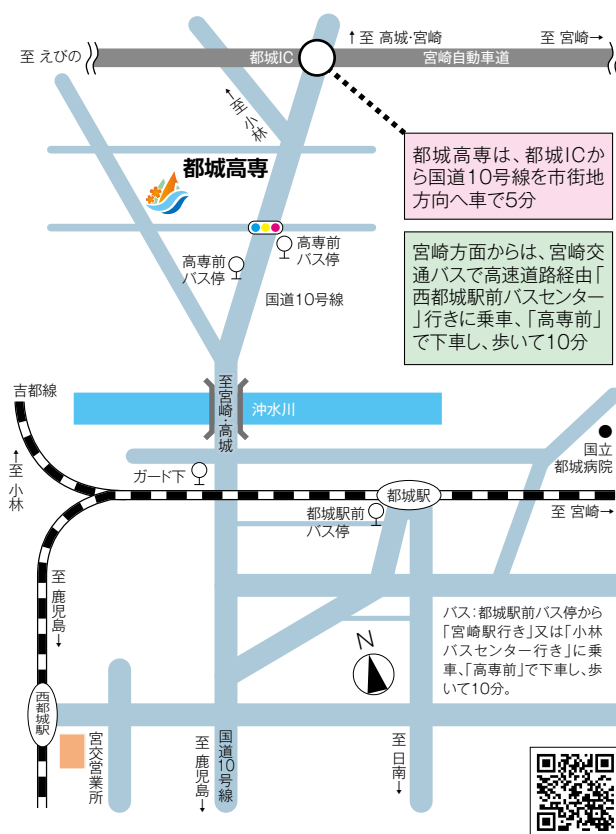 ↑至 高城・宮崎
至 宮崎→
至 えびの
都城IC
宮崎自動車道
↑至 小林
都城高専
都城高専は、都城ICか
ら国道10号線を市街地
方向へ車で5分
高専前
バス停
高専前
バス停
国道10号線
宮崎方面からは、宮崎交
通バスで高速道路経由「
西都城駅前バスセンター
」行きに乗車、「高専前」
で下車し、歩いて10分
吉都線
至宮崎・高城
沖水川
↑至 小林
ガード下
国立
都城病院
都城駅
都城駅前
バス停
至 宮崎→
至 鹿児島↓
バス:都城駅前バス停から
「宮崎駅行き」又は「小林
バスセンター行き」に乗
車、「高専前」で下車し、歩
いて10分。
N
西都城駅
宮交営業所
至 鹿児島↓
国道10号線
至 日南↓